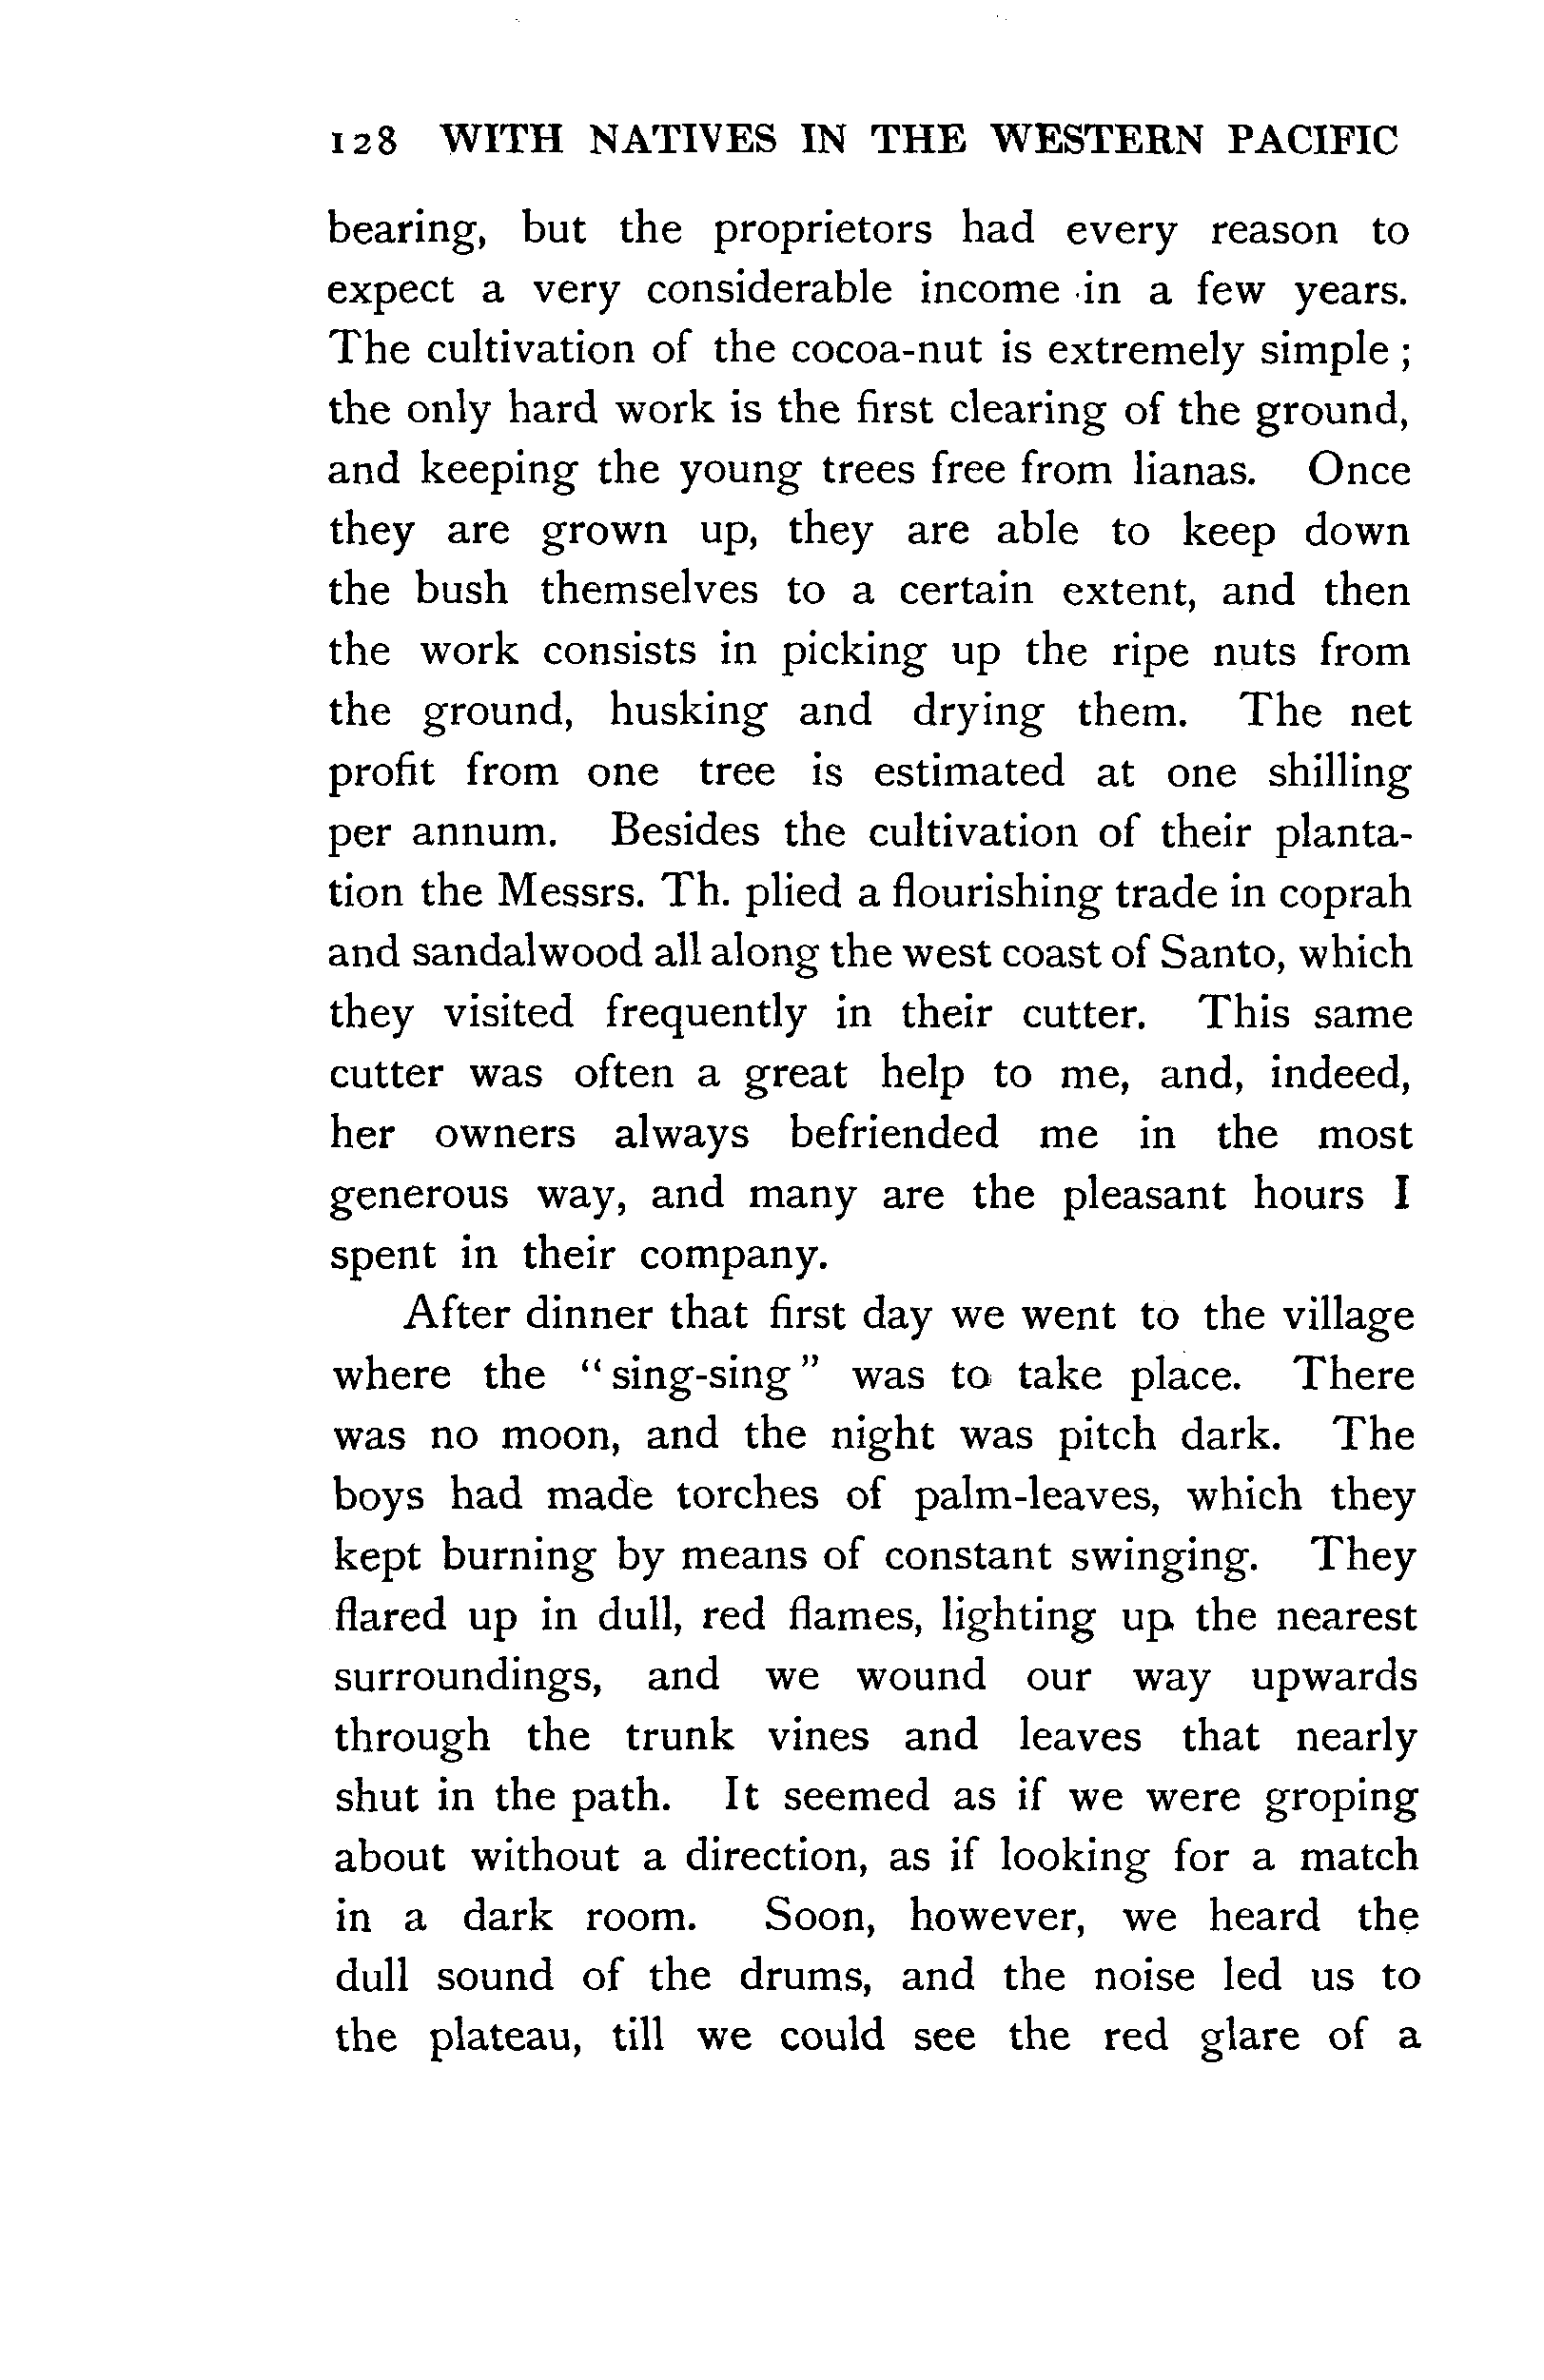 128 WITH NATIVES IN THE WESTERN PACIFIC
bearing, but the proprietors had every reason to
expect a very considerable income in a few years.
The cultivation of the cocoa-nut is extremely simple ;
the only hard work is the first clearing of the ground,
and keeping the young trees free from lianas. Once
they are grown up, they are able to keep down
the bush themselves to a certain extent, and then
the work consists in picking up the ripe nuts from
the ground, husking and drying them. The net
profit from one tree is estimated at one shilling
per annum. Besides the cultivation of their planta-
tion the Messrs. Th. plied a flourishing trade in coprah
and sandalwood all along the west coast of Santo, which
they visited frequently in their cutter. This same
cutter was often a great help to me, and, indeed,
her owners always befriended me in the most
generous way, and many are the pleasant hours I
spent in their company.
After dinner that first day we went to the village
where the “sing-sing” was to take place. There
was no moon, and the night was pitch dark. The
boys had made torches of palm-leaves, which they
kept burning by means of constant swinging. They
flared up in dull, red flames, lighting up the nearest
surroundings, and we wound our way upwards
through the trunk vines and leaves that nearly
shut in the path. It seemed as if we were groping
about without a direction, as if looking for a match
in a dark room. Soon, however, we heard the
dull sound of the drums, and the noise led us to
the plateau, till we could see the red glare of a